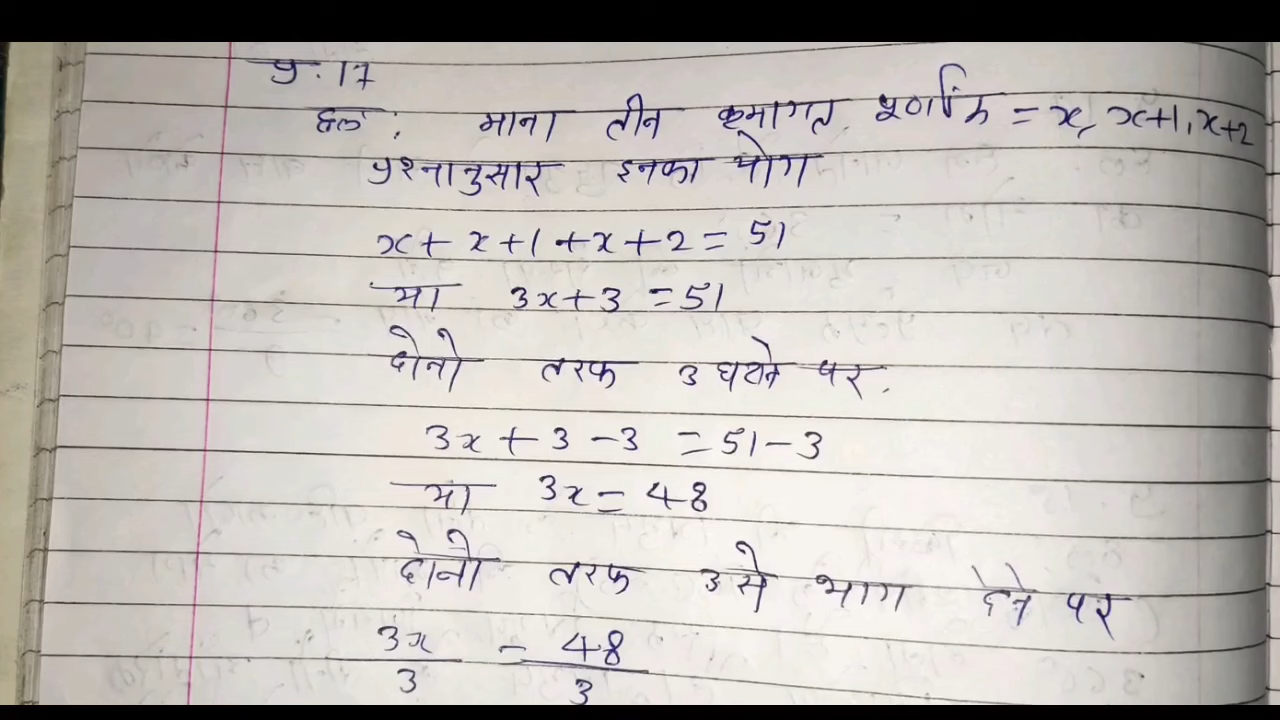 प्र. 17
हल: माना तीन क्रमागत पूर्णांक = x, x+1, x+2
प्रश्नानुसार इनका योग
x + x + 1 + x + 2 = 51
या 3x + 3 = 51
दोनों तरफ 3 घटाने पर.
3x + 3 - 3 = 51 - 3
या 3x = 48
दोनों तरफ 3 से भाग देने पर
3x/3 = 48/3